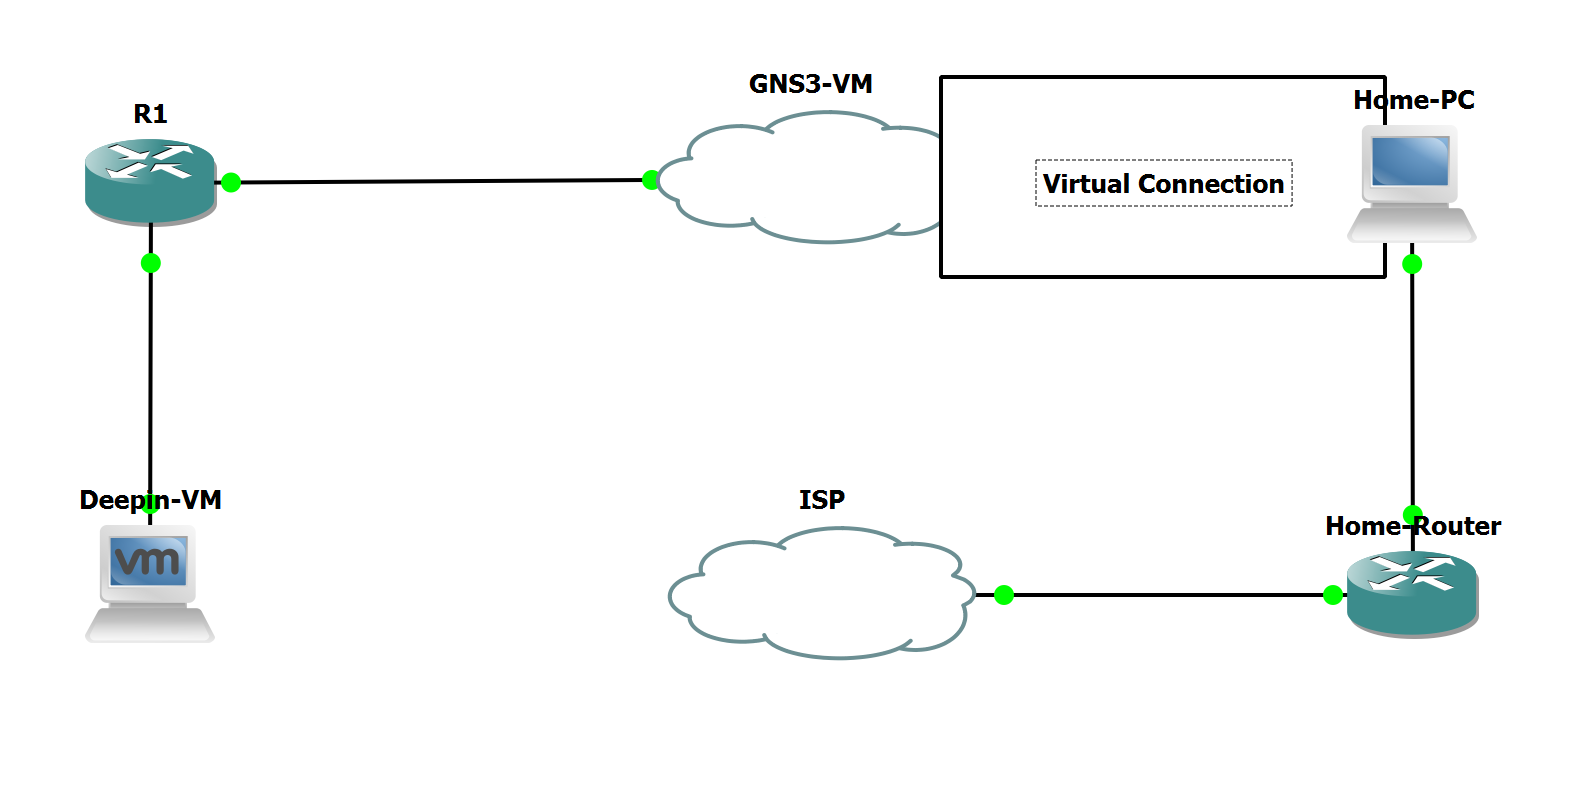 GNS3-VM
R1
Home-PC
Virtual Connection
Deepin-VM
vm
ISP
Home-Router